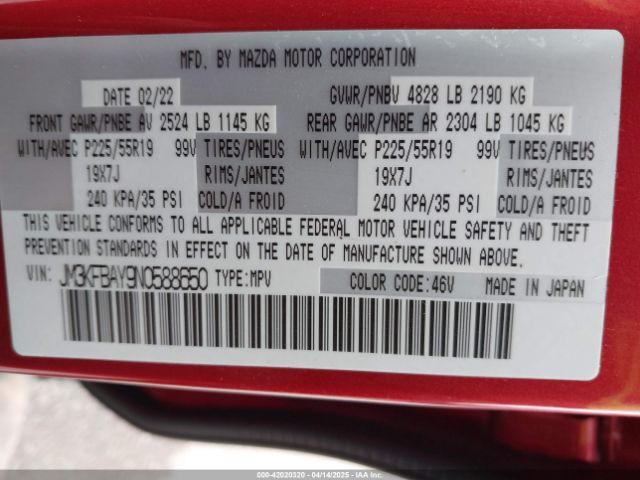 MFD. BY MAZDA MOTOR CORPORATION
DATE 02/22 GVWR/PNBV 4828 LB 2190 KG
FRONT GAWR/PNBE AV 2524 LB 1145 KG REAR GAWR/PNBE AR 2304 LB 1045 KG
WITH/AVEC P225/55R19 99V TIRES/PNEUS WITH/AVEC P225/55R19 99V TIRES/PNEUS
19X7J RIMS/JANTES 19X7J RIMS/JANTES
240 KPA/35 PSI COLD/A FROID 240 KPA/35 PSI COLD/A FROID
THIS VEHICLE CONFORMS TO ALL APPLICABLE FEDERAL MOTOR VEHICLE SAFETY AND THEFT
PREVENTION STANDARDS IN EFFECT ON THE DATE OF MANUFACTURE SHOWN ABOVE.
VIN: JM3KFBAY9N0588650 TYPE:MPV COLOR CODE:46V MADE IN JAPAN
000-42020320 - 04/14/2025 - IAAI.COM